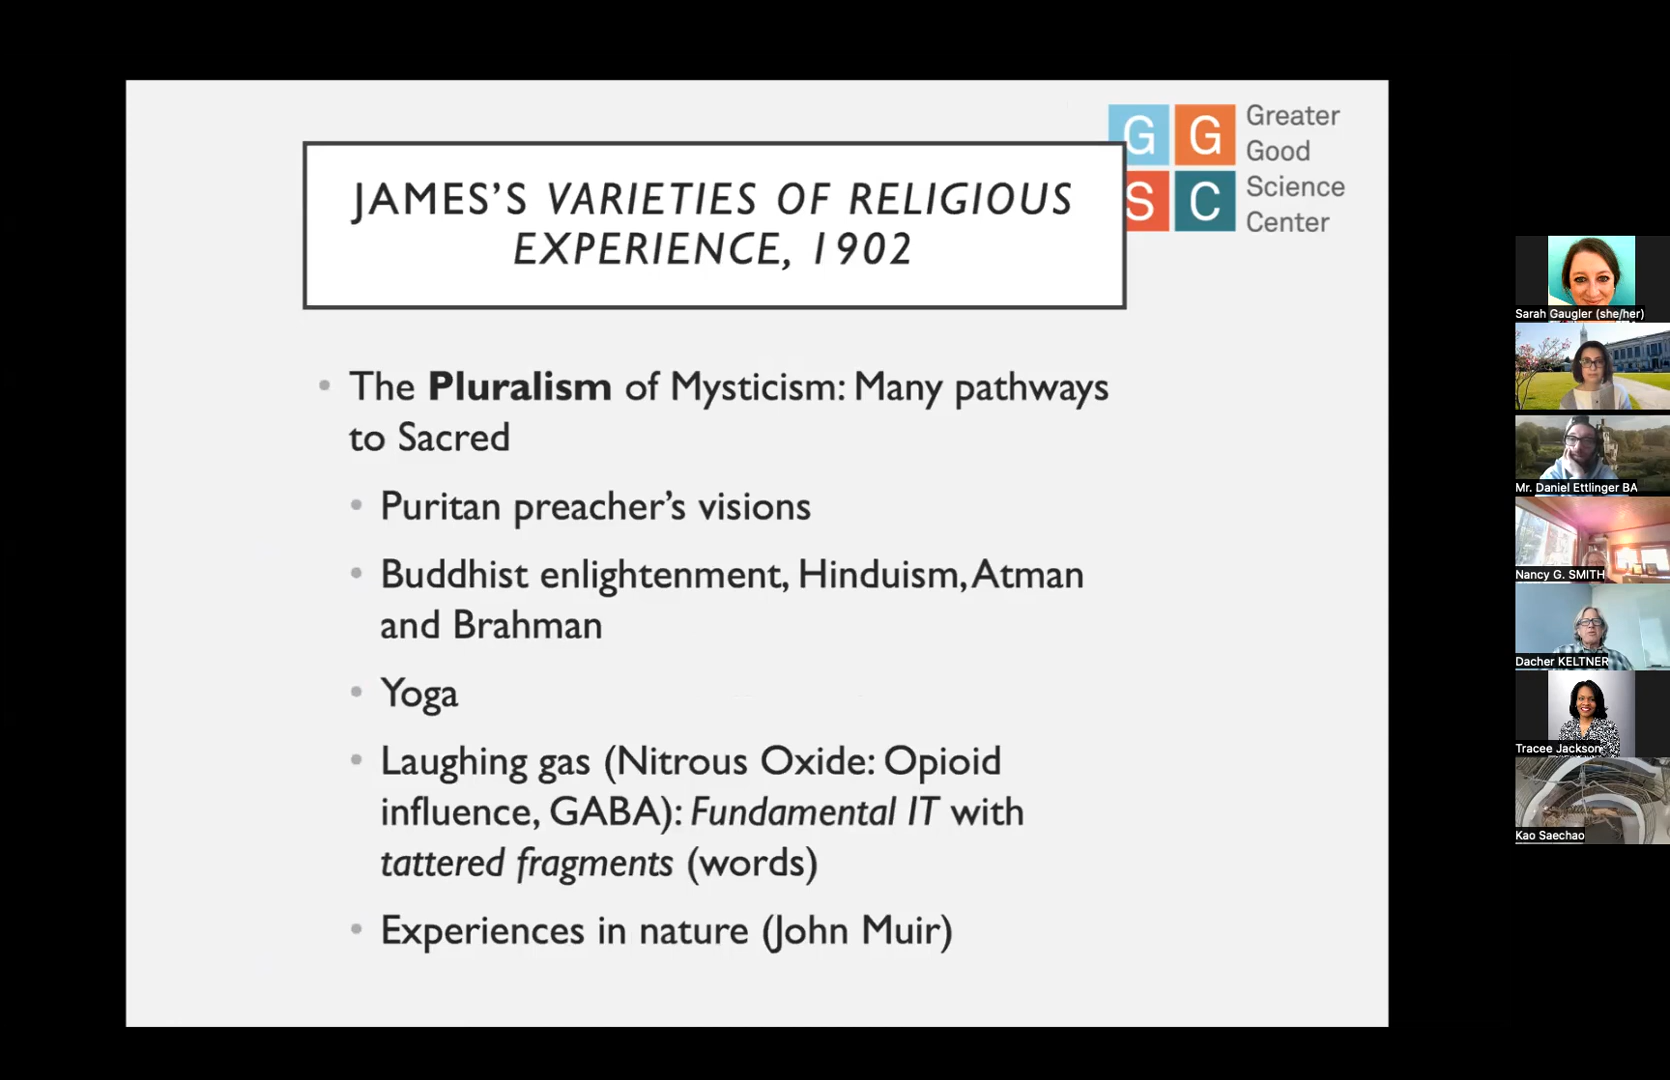 G G
S C
Greater
Good
Science
Center
JAMES’S VARIETIES OF RELIGIOUS
EXPERIENCE, 1902
• The Pluralism of Mysticism: Many pathways
to Sacred
• Puritan preacher’s visions
• Buddhist enlightenment, Hinduism, Atman
and Brahman
• Yoga
• Laughing gas (Nitrous Oxide: Opioid
influence, GABA): Fundamental IT with
tattered fragments (words)
• Experiences in nature (John Muir)
Sarah Gaugler (she/her)
Mr. Daniel Ettlinger BA
Nancy G. SMITH
Dacher KELTNER
Tracee Jackson
Kao Saechao